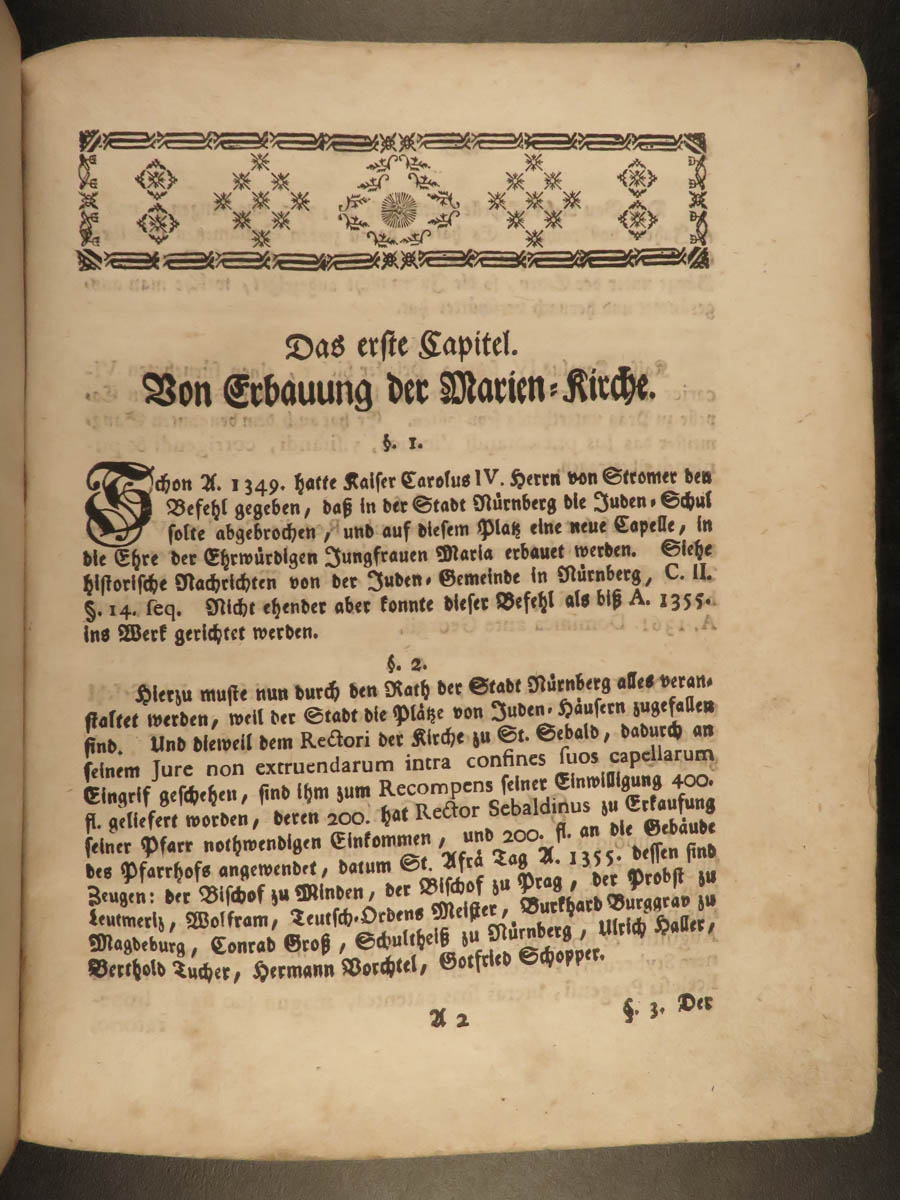 Das erste Capitel.
Von Erbauung der Marien-Kirche.
§. 1.
Schon A. 1349. hatte Kaiser Carolus IV. Herrn von Stromer den
Befehl gegeben, daß in der Stadt Nürnberg die Juden-Schul
solte abgebrochen, und auf diesem Platz eine neue Capelle, in
die Ehre der Ehrwürdigen Jungfrauen Maria erbauet werden. Siehe
historische Nachrichten von der Juden-Gemeinde in Nürnberg, C. II.
§. 14. seq. Nicht ehender aber konnte dieser Befehl als biß A. 1355.
ins Werk gerichtet werden.
§. 2.
Hierzu muste nun durch den Rath der Stadt Nürnberg alles veran-
staltet werden, weil der Stadt die Plätze von Juden-Häusern zugefallen
sind. Und dieweil dem Rectori der Kirche zu St. Sebald, dadurch an
seinem Jure non extruendarum intra confines suos capellarum
Eingrif geschehen, sind ihm zum Recompens seiner Einwilligung 400.
fl. geliefert worden, deren 200. hat Rector Sebaldinus zu Erkaufung
seiner Pfarr nothwendigen Einkommen, und 200. fl. an die Gebäude
des Pfarrhofs angewendet, datum St. Afrä Tag A. 1355. dessen sind
Zeugen: der Bischof zu Minden, der Bischof zu Prag, der Probst zu
Leutmeriz, Wolfram, Teutsch-Ordens Meister, Burkhard Burggrav zu
Magdeburg, Conrad Groß, Schultheiß zu Nürnberg, Ulrich Haller,
Berthold Tucher, Hermann Vorchtel, Gotfried Schopper.
A 2
§. 3. Der